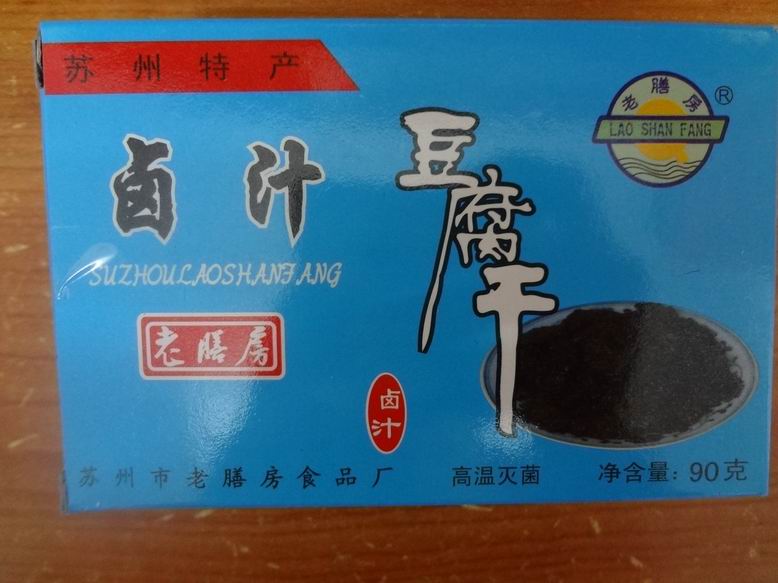 苏州特产
老膳房®
LAO SHAN FANG
卤汁
豆腐干
SUZHOULAOSHANFANG
老膳房
卤汁
苏州市老膳房食品厂 高温灭菌 净含量：90克